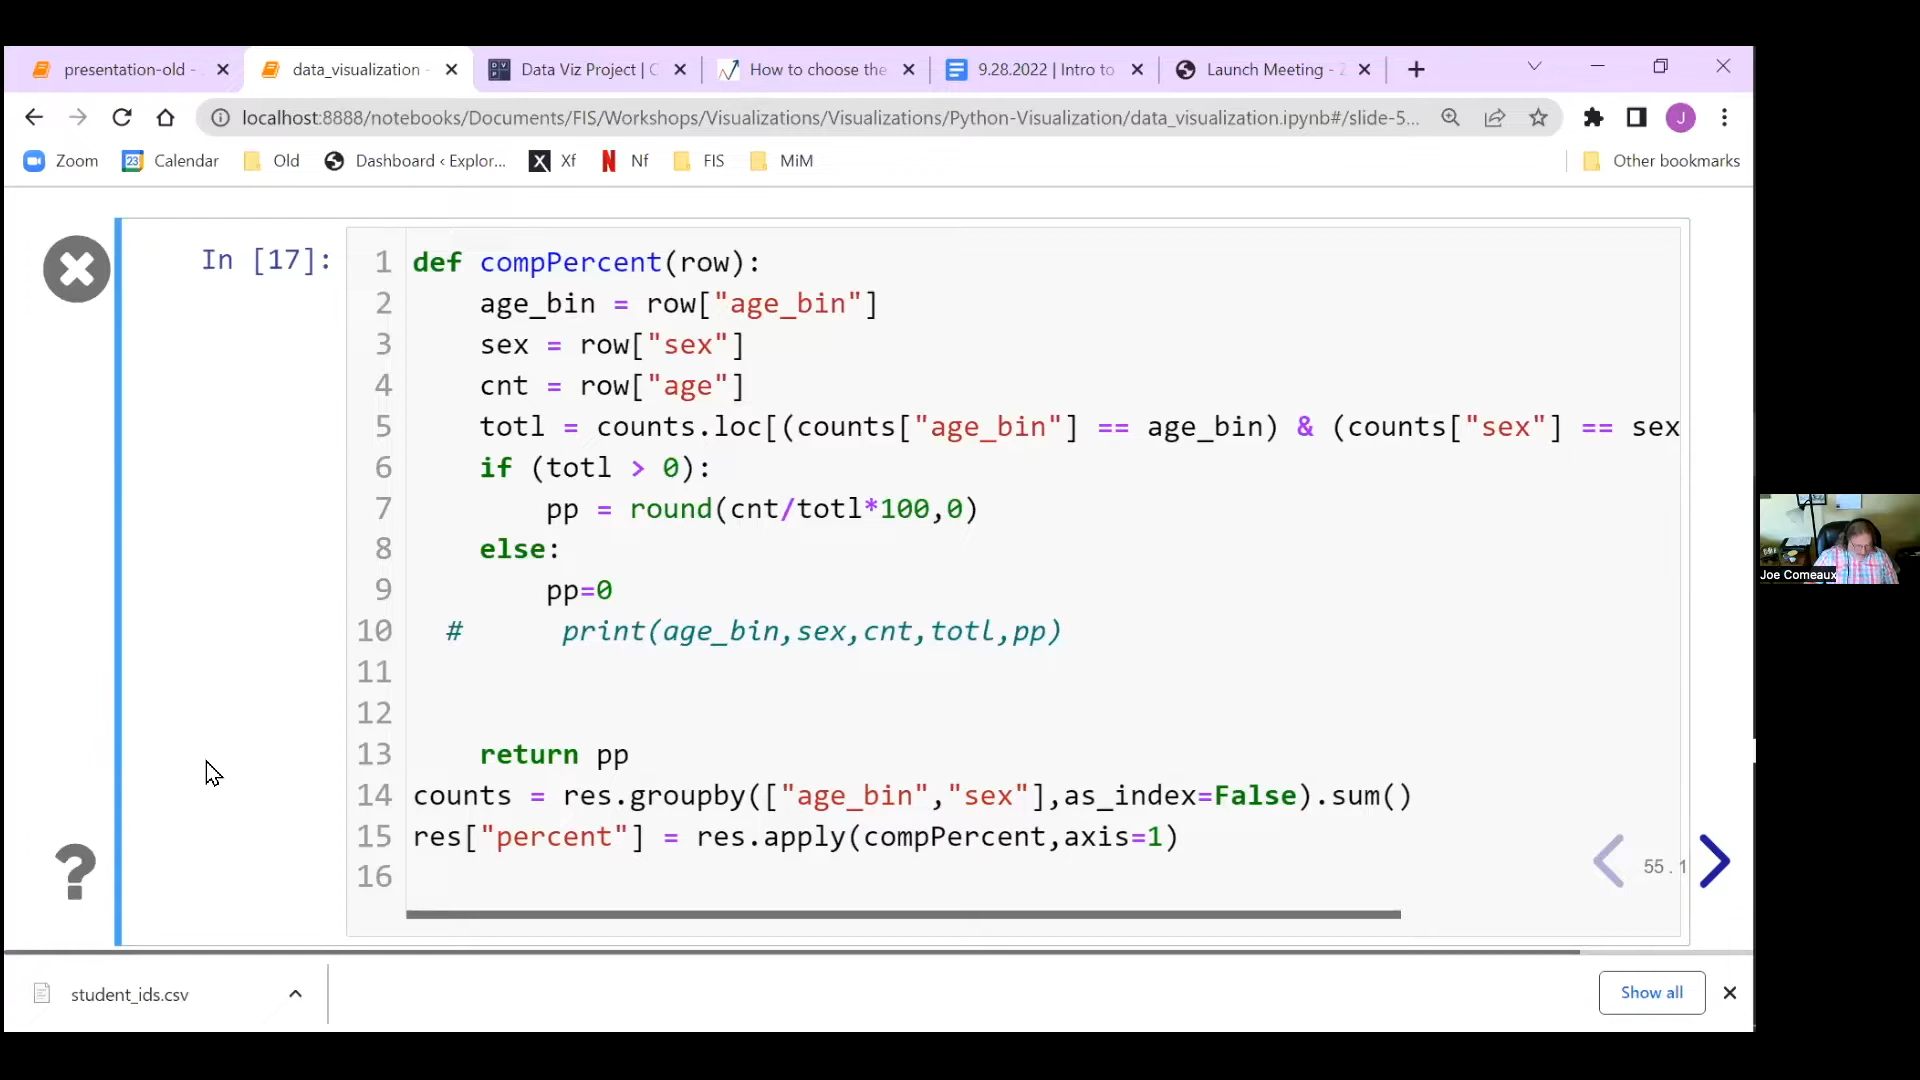 presentation-old -
data_visualization -
Data Viz Project | C
How to choose the
9.28.2022 | Intro to
Launch Meeting - Z
localhost:8888/notebooks/Documents/FIS/Workshops/Visualizations/Visualizations/Python-Visualization/data_visualization.ipynb#/slide-5...
J
Zoom
23
Calendar
Old
Dashboard ‹ Explor...
X
Xf
N
Nf
FIS
MiM
Other bookmarks
In [17]:
1 def compPercent(row):
2 age_bin = row["age_bin"]
3 sex = row["sex"]
4 cnt = row["age"]
5 totl = counts.loc[(counts["age_bin"] == age_bin) & (counts["sex"] == sex
6 if (totl > 0):
7 pp = round(cnt/totl*100,0)
8 else:
9 pp=0
10 # print(age_bin,sex,cnt,totl,pp)
11
12
13 return pp
14 counts = res.groupby(["age_bin","sex"],as_index=False).sum()
15 res["percent"] = res.apply(compPercent,axis=1)
16
55.1
?
Joe Comeaux
student_ids.csv
Show all